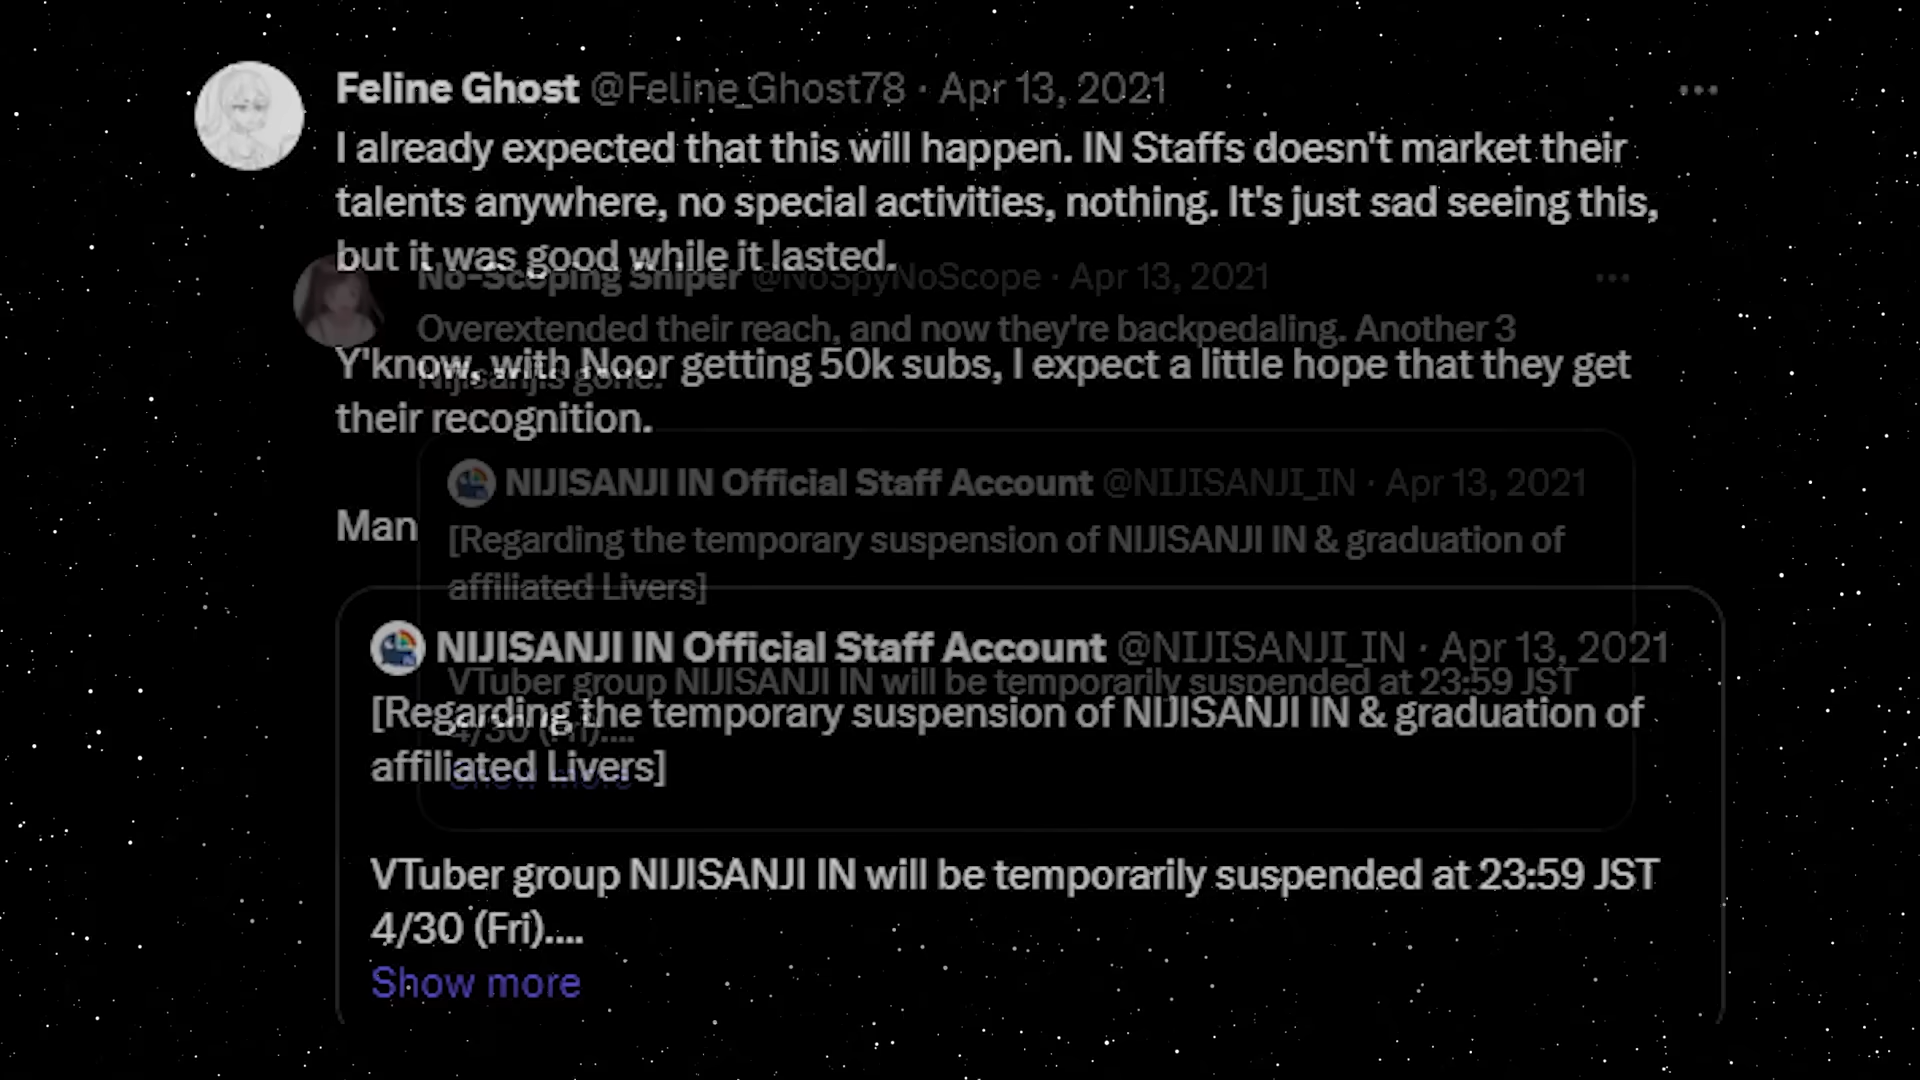 Feline Ghost @Feline_Ghost78 · Apr 13, 2021
I already expected that this will happen. IN Staffs doesn't market their
talents anywhere, no special activities, nothing. It's just sad seeing this,
but it was good while it lasted.
Y'know, with Noor getting 50k subs, I expect a little hope that they get
their recognition.
Man
NIJISANJI IN Official Staff Account @NIJISANJI_IN · Apr 13, 2021
[Regarding the temporary suspension of NIJISANJI IN & graduation of
affiliated Livers]
VTuber group NIJISANJI IN will be temporarily suspended at 23:59 JST
4/30 (Fri)....
Show more
No-Scoping Sniper @NoSpyNoScope · Apr 13, 2021
Overextended their reach, and now they're backpedaling. Another 3
Nijisanjis gone.
NIJISANJI IN Official Staff Account @NIJISANJI_IN · Apr 13, 2021
[Regarding the temporary suspension of NIJISANJI IN & graduation of
affiliated Livers]
VTuber group NIJISANJI IN will be temporarily suspended at 23:59 JST
4/30 (Fri)....
Show more